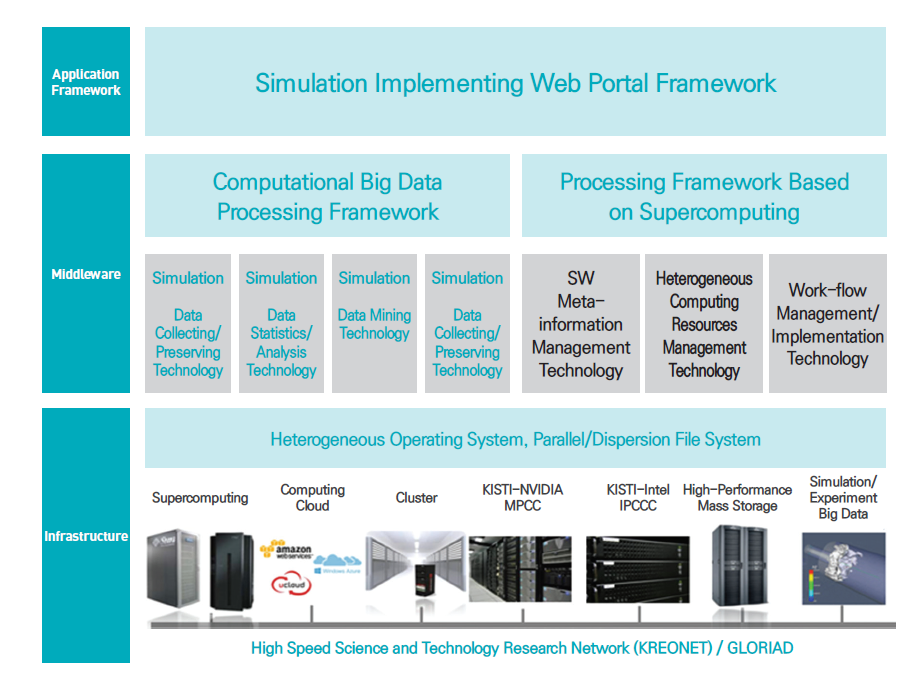 Application
Framework
Simulation Implementing Web Portal Framework
Middleware
Computational Big Data
Processing Framework
Processing Framework Based
on Supercomputing
Simulation
Data
Collecting/
Preserving
Technology
Simulation
Data
Statistics/
Analysis
Technology
Simulation
Data Mining
Technology
Simulation
Data
Collecting/
Preserving
Technology
SW
Meta-
information
Management
Technology
Heterogeneous
Computing
Resources
Management
Technology
Work-flow
Management/
Implementation
Technology
Infrastructure
Heterogeneous Operating System, Parallel/Dispersion File System
Supercomputing
Computing
Cloud
Cluster
KISTI-NVIDIA
MPCC
KISTI-Intel
IPCCC
High-Performance
Mass Storage
Simulation/
Experiment
Big Data
amazon
webservices
Windows Azure
ucloud
High Speed Science and Technology Research Network (KREONET) / GLORIAD